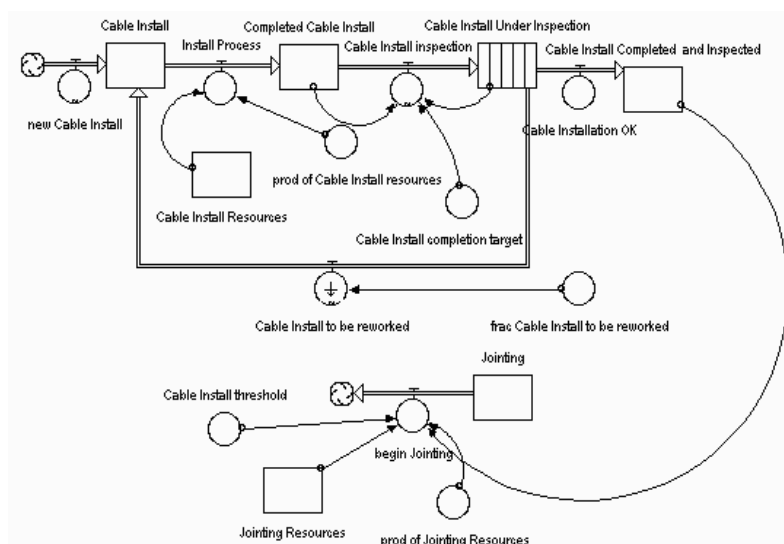 Cable Install
Completed Cable Install
Cable Install Under Inspection
Install Process
Cable Install inspection
Cable Install Completed and Inspected
new Cable Install
Cable Installation OK
prod of Cable Install resources
Cable Install Resources
Cable Install completion target
Cable Install to be reworked
frac Cable Install to be reworked
Jointing
Cable Install threshold
begin Jointing
Jointing Resources
prod of Jointing Resources